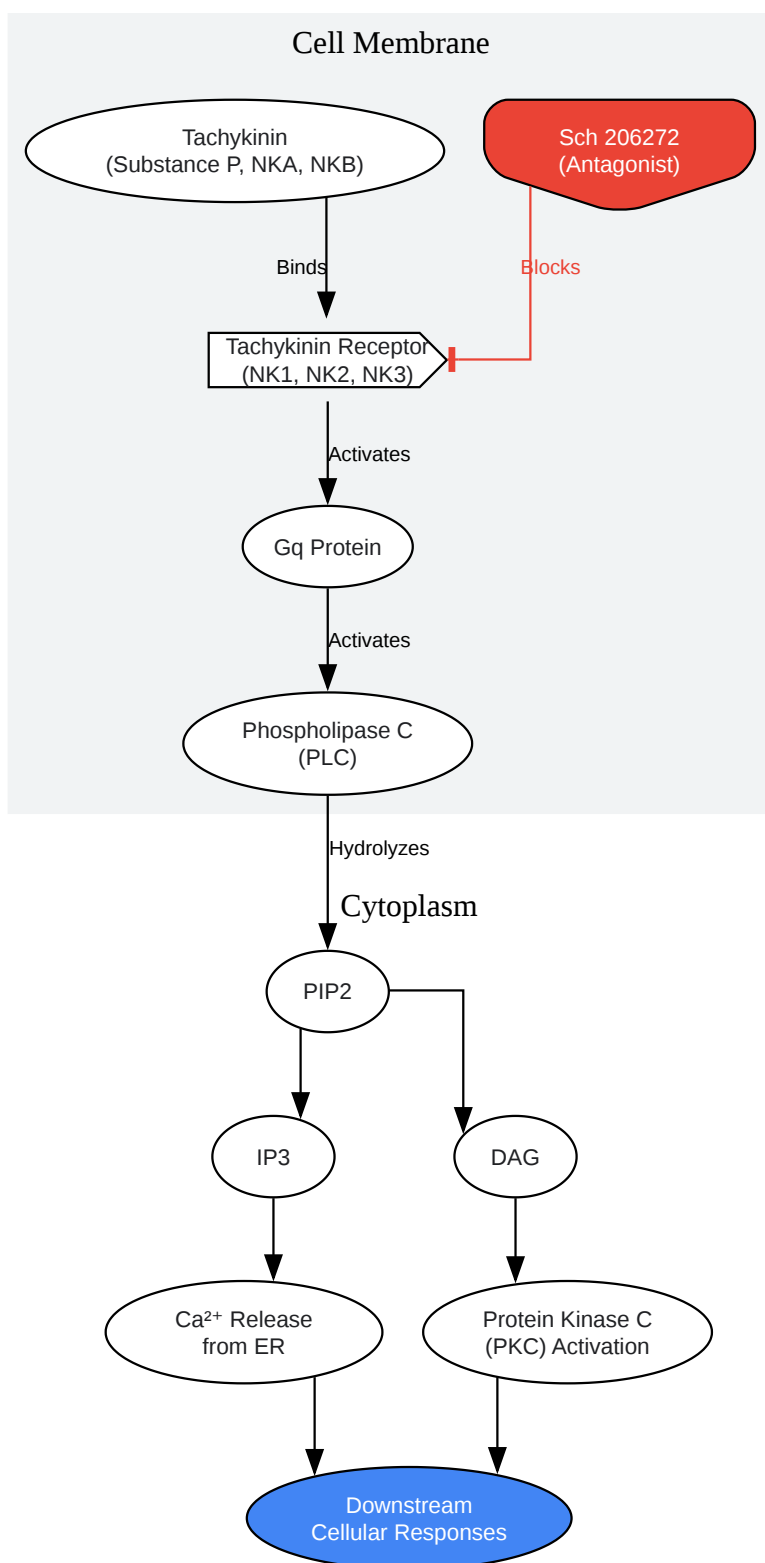 Cell Membrane
Tachykinin
(Substance P, NKA, NKB)
Sch 206272
(Antagonist)
Binds
Blocks
Tachykinin Receptor
(NK1, NK2, NK3)
Activates
Gq Protein
Activates
Phospholipase C
(PLC)
Hydrolyzes
Cytoplasm
PIP2
IP3
DAG
Ca²⁺ Release
from ER
Protein Kinase C
(PKC) Activation
Downstream
Cellular Responses